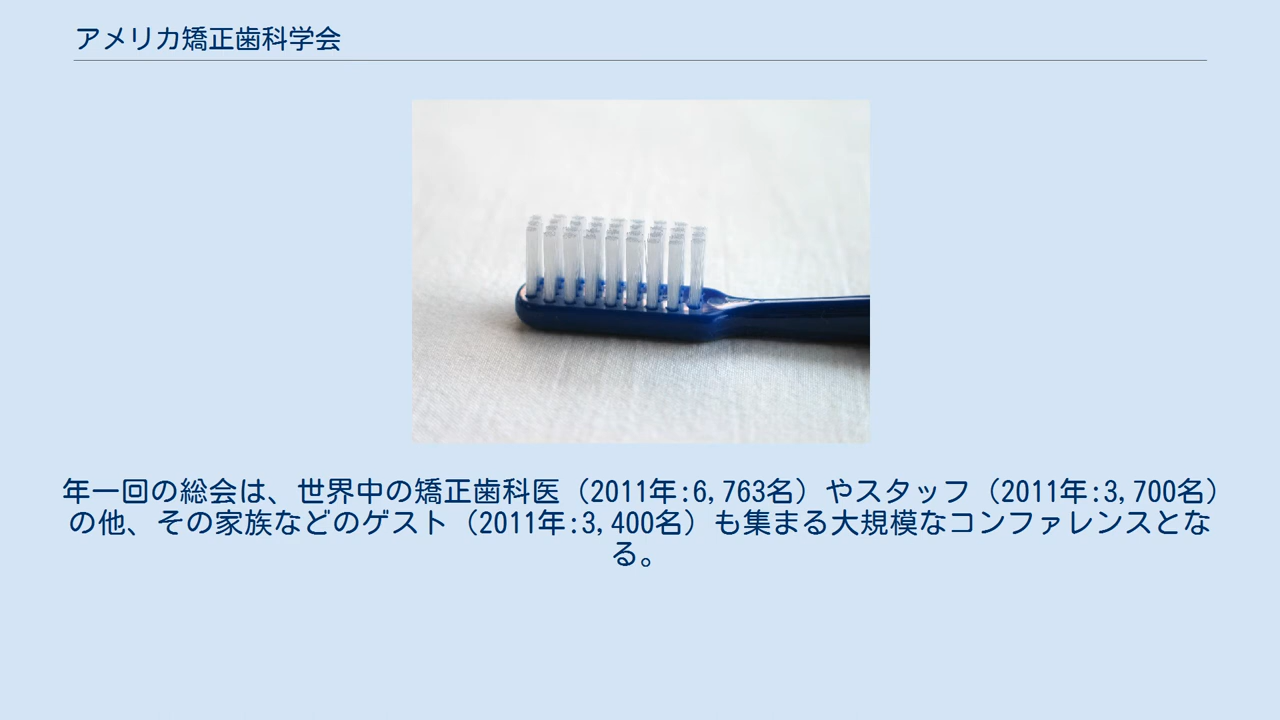 アメリカ矯正歯科学会
年一回の総会は、世界中の矯正歯科医（2011年:6,763名）やスタッフ（2011年:3,700名）
の他、その家族などのゲスト（2011年:3,400名）も集まる大規模なコンファレンスとな
る。